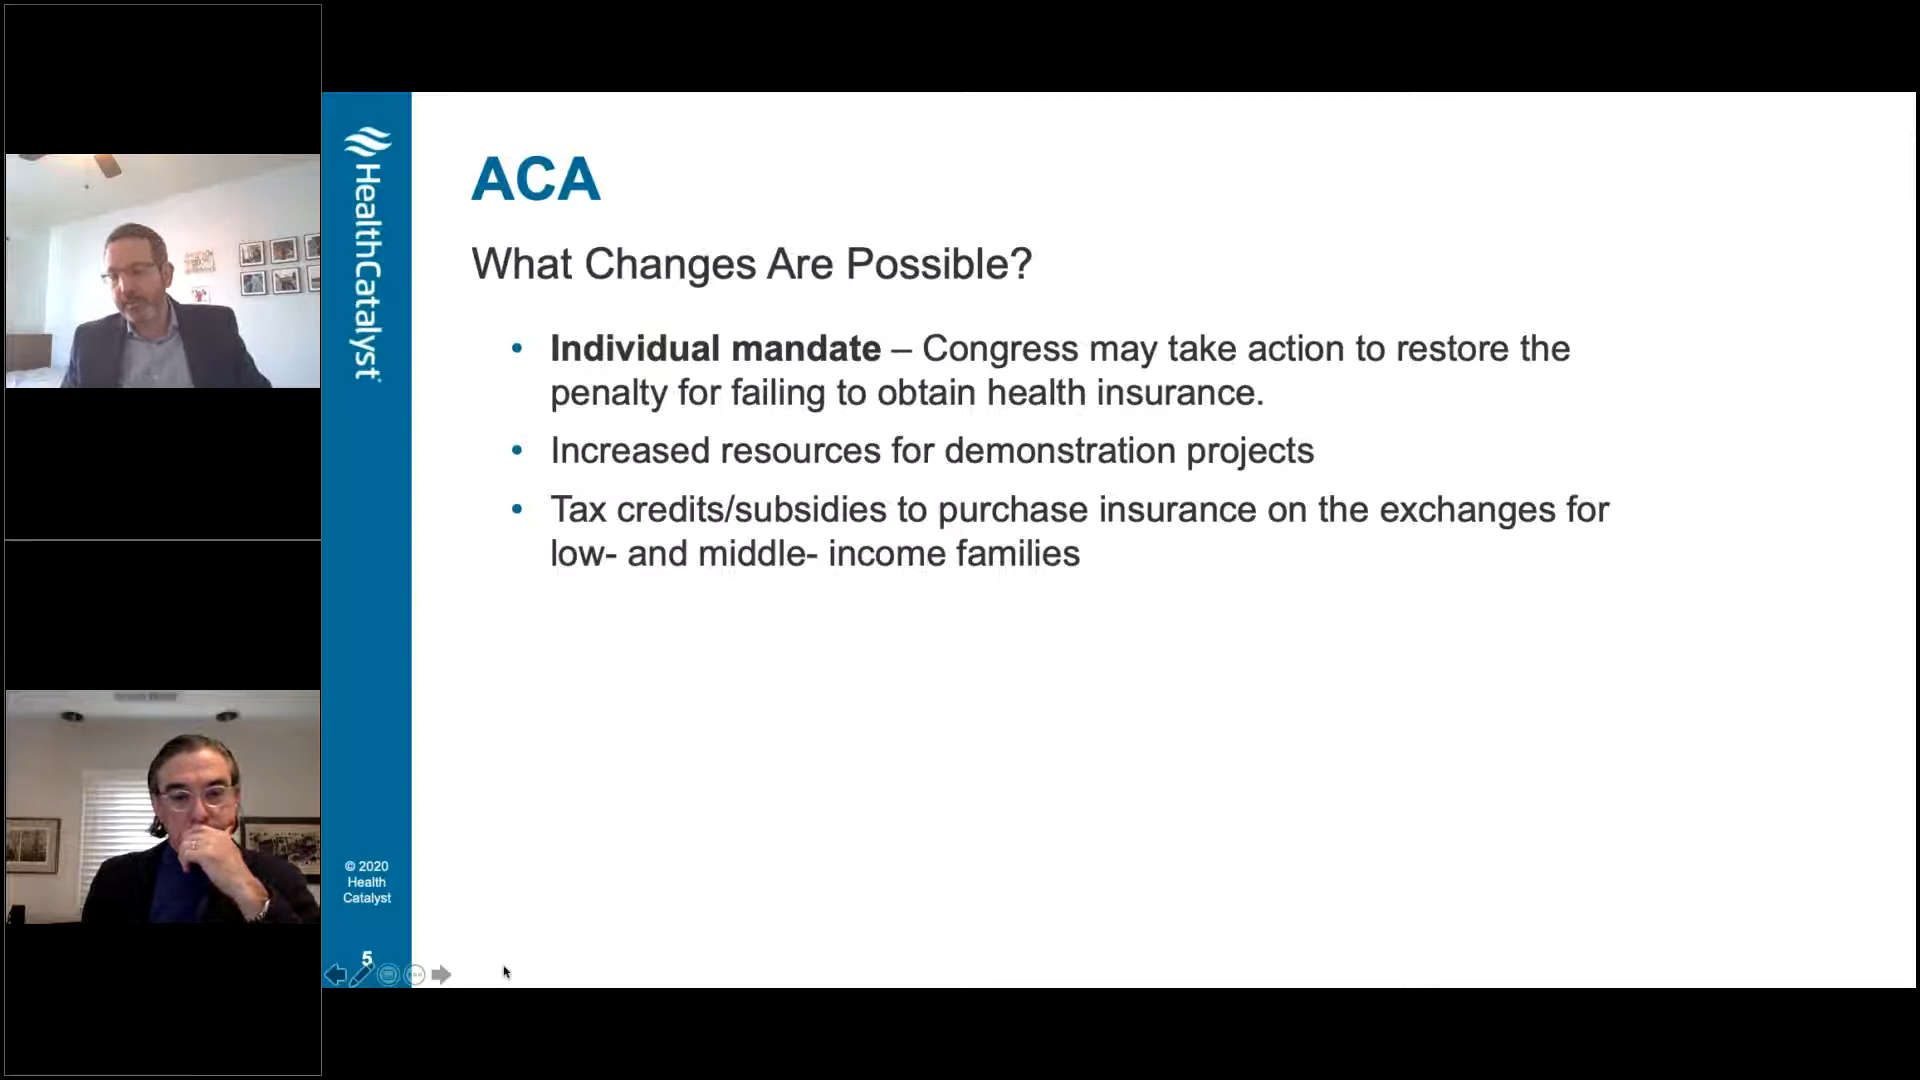 HealthCatalyst
ACA
What Changes Are Possible?
• Individual mandate – Congress may take action to restore the
penalty for failing to obtain health insurance.
• Increased resources for demonstration projects
• Tax credits/subsidies to purchase insurance on the exchanges for
low- and middle- income families
© 2020
Health
Catalyst
5